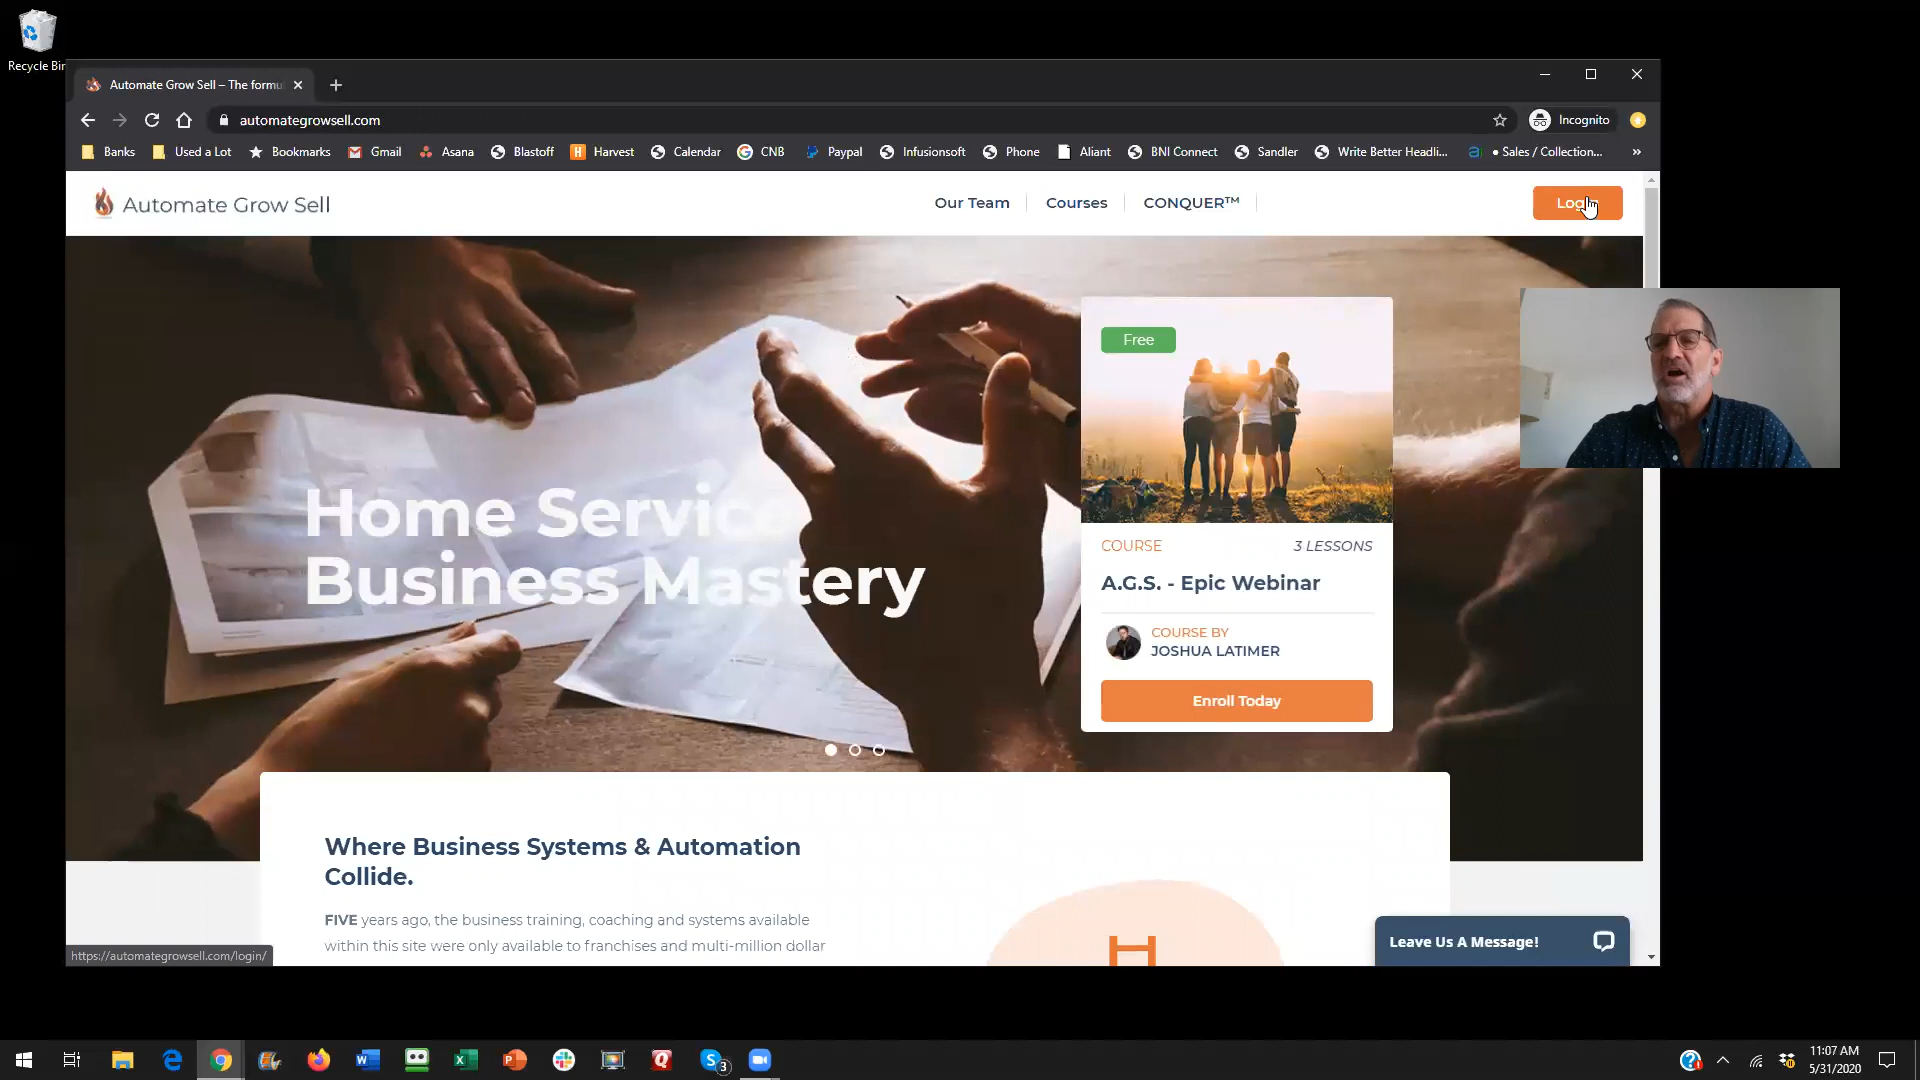 Recycle Bin
Automate Grow Sell – The formu
automategrowsell.com
Incognito
Banks
Used a Lot
Bookmarks
Gmail
Asana
Blastoff
Harvest
Calendar
CNB
Paypal
Infusionsoft
Phone
Aliant
BNI Connect
Sandler
Write Better Headli...
• Sales / Collection...
»
Automate Grow Sell
Our Team
Courses
CONQUER™
Login
Home Service
Business Mastery
Free
COURSE
3 LESSONS
A.G.S. - Epic Webinar
COURSE BY
JOSHUA LATIMER
Enroll Today
Where Business Systems & Automation
Collide.
FIVE years ago, the business training, coaching and systems available
within this site were only available to franchises and multi-million dollar
Leave Us A Message!
https://automategrowsell.com/login/
3
11:07 AM
5/31/2020